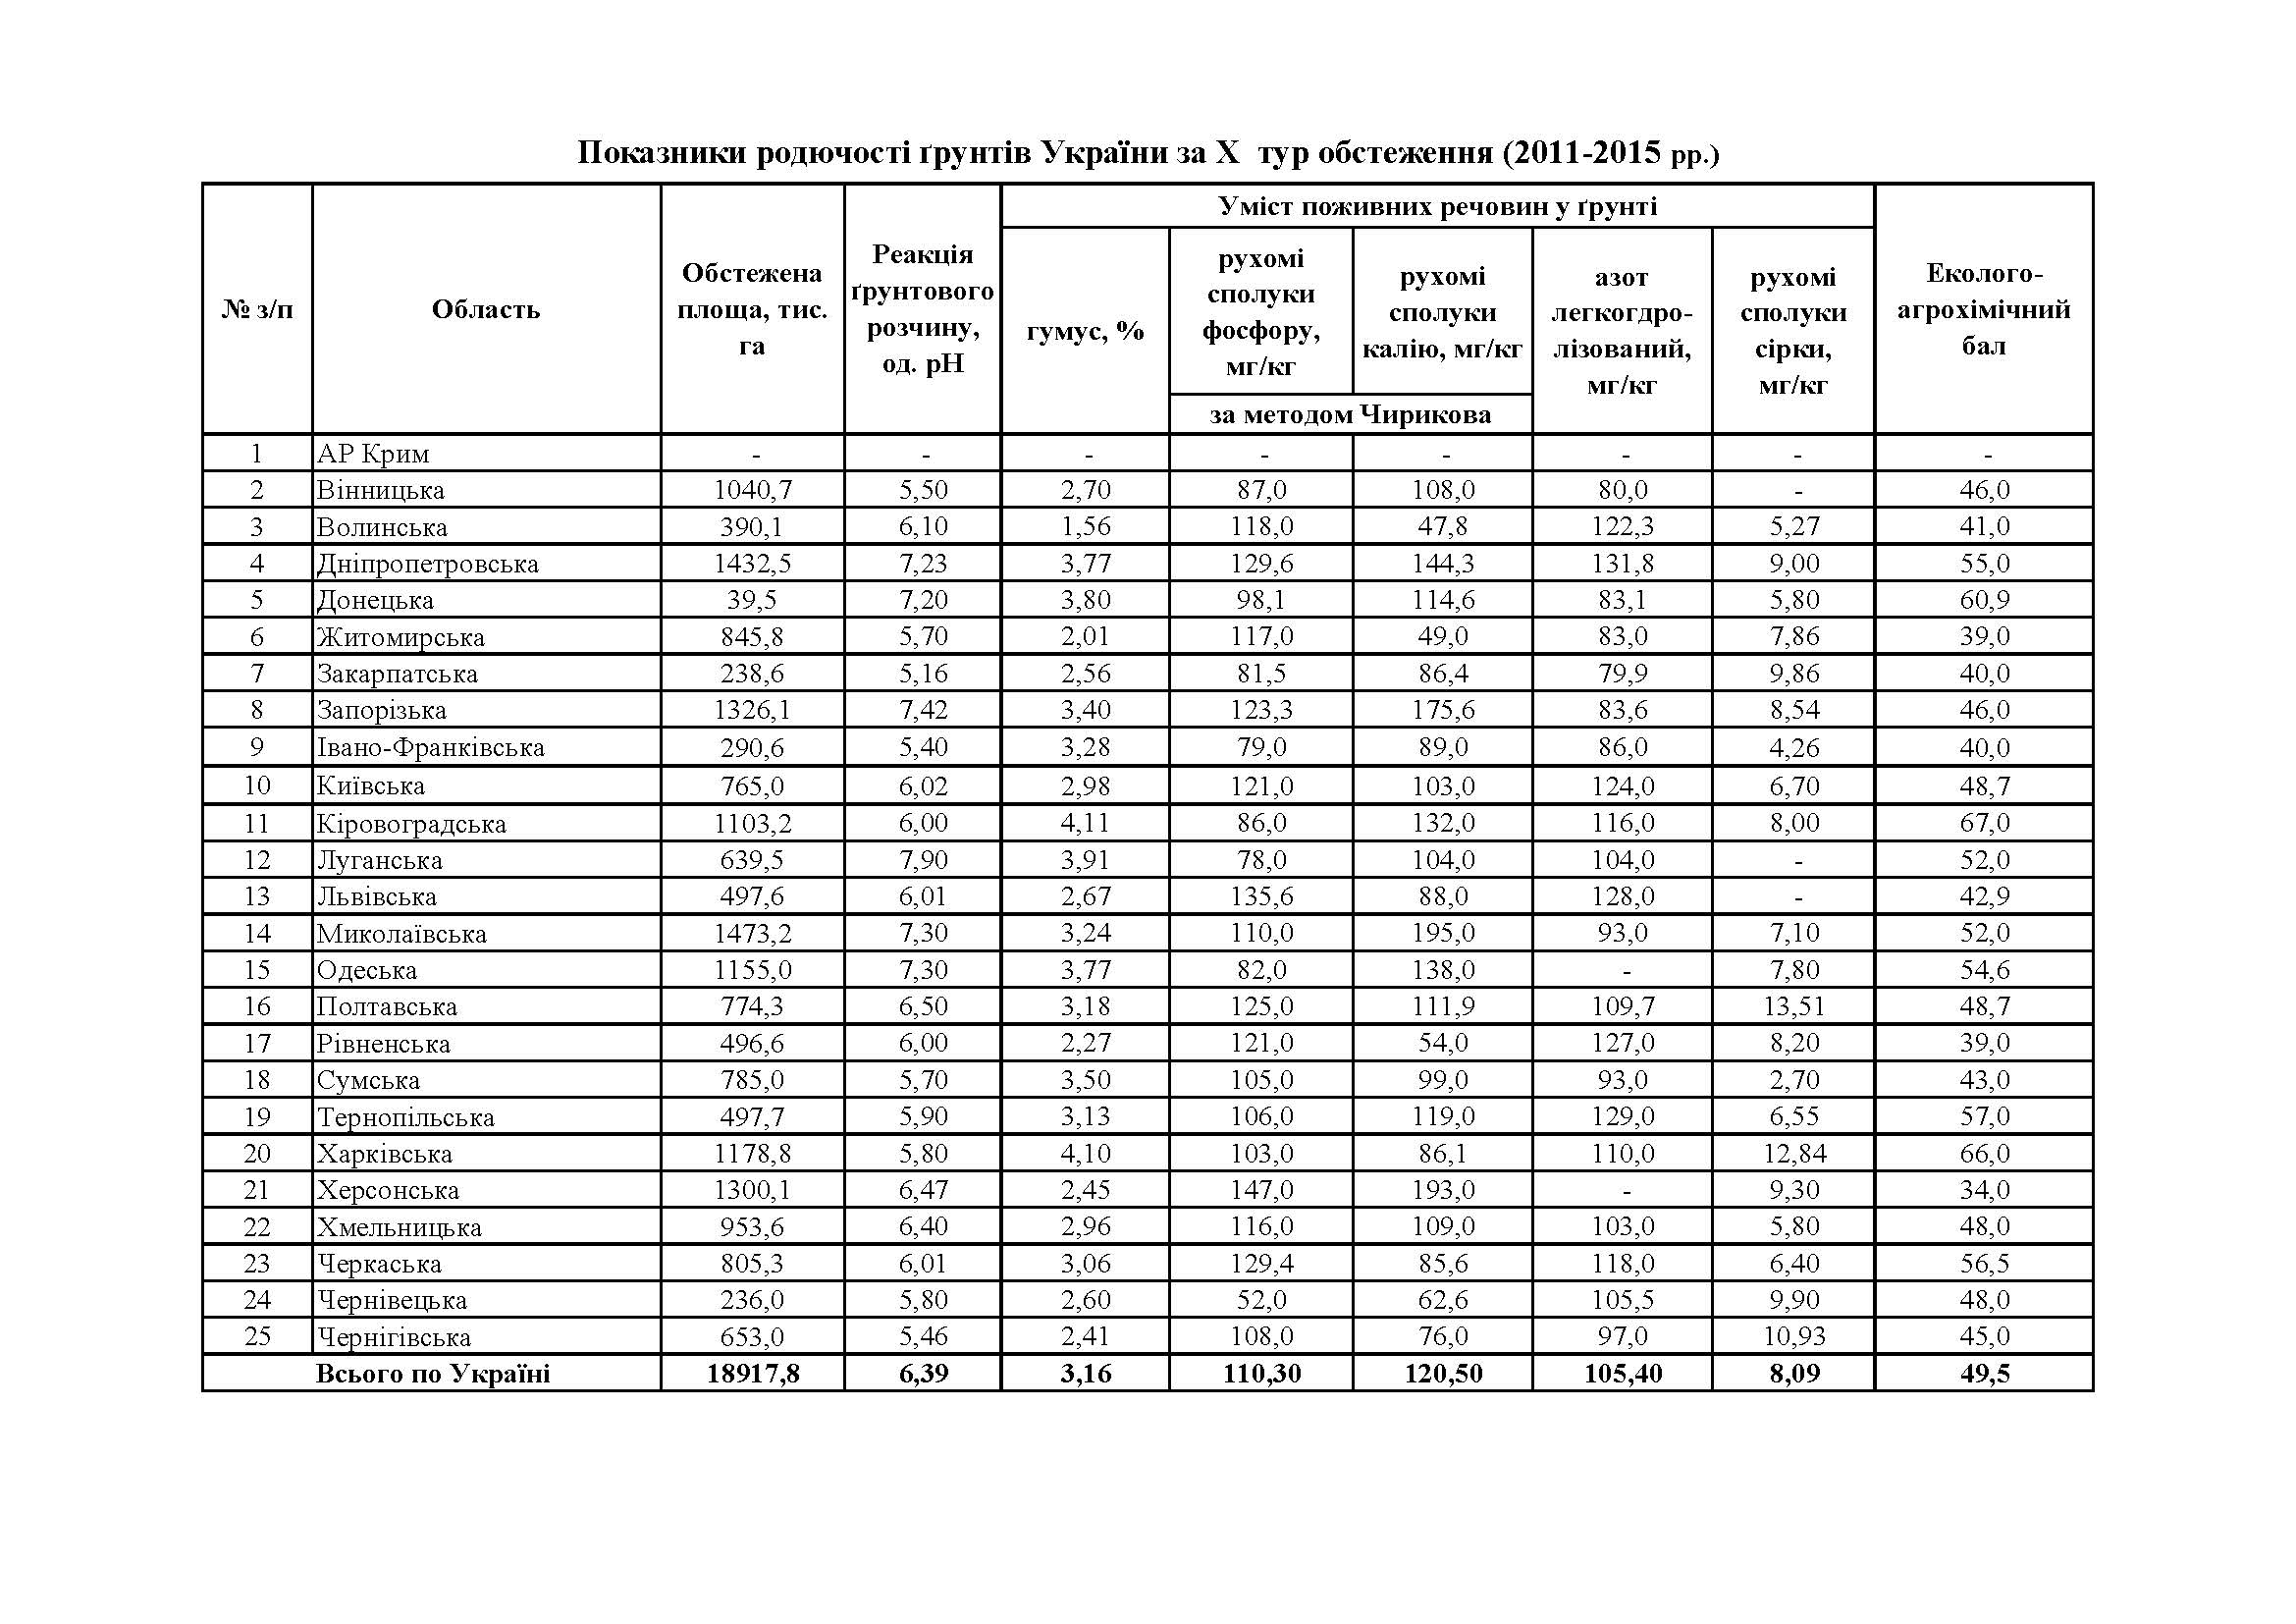 Показники родючості ґрунтів України за X тур обстеження (2011-2015 рр.)
№ з/п Область Обстежена площа, тис. га Реакція ґрунтового розчину, од. рН Уміст поживних речовин у ґрунті Еколого-агрохімічний бал
гумус, % рухомі сполуки фосфору, мг/кг рухомі сполуки калію, мг/кг азот легкогдро-лізований, мг/кг рухомі сполуки сірки, мг/кг
за методом Чирикова
1 АР Крим - - - - - - - -
2 Вінницька 1040,7 5,50 2,70 87,0 108,0 80,0 - 46,0
3 Волинська 390,1 6,10 1,56 118,0 47,8 122,3 5,27 41,0
4 Дніпропетровська 1432,5 7,23 3,77 129,6 144,3 131,8 9,00 55,0
5 Донецька 39,5 7,20 3,80 98,1 114,6 83,1 5,80 60,9
6 Житомирська 845,8 5,70 2,01 117,0 49,0 83,0 7,86 39,0
7 Закарпатська 238,6 5,16 2,56 81,5 86,4 79,9 9,86 40,0
8 Запорізька 1326,1 7,42 3,40 123,3 175,6 83,6 8,54 46,0
9 Івано-Франківська 290,6 5,40 3,28 79,0 89,0 86,0 4,26 40,0
10 Київська 765,0 6,02 2,98 121,0 103,0 124,0 6,70 48,7
11 Кіровоградська 1103,2 6,00 4,11 86,0 132,0 116,0 8,00 67,0
12 Луганська 639,5 7,90 3,91 78,0 104,0 104,0 - 52,0
13 Львівська 497,6 6,01 2,67 135,6 88,0 128,0 - 42,9
14 Миколаївська 1473,2 7,30 3,24 110,0 195,0 93,0 7,10 52,0
15 Одеська 1155,0 7,30 3,77 82,0 138,0 - 7,80 54,6
16 Полтавська 774,3 6,50 3,18 125,0 111,9 109,7 13,51 48,7
17 Рівненська 496,6 6,00 2,27 121,0 54,0 127,0 8,20 39,0
18 Сумська 785,0 5,70 3,50 105,0 99,0 93,0 2,70 43,0
19 Тернопільська 497,7 5,90 3,13 106,0 119,0 129,0 6,55 57,0
20 Харківська 1178,8 5,80 4,10 103,0 86,1 110,0 12,84 66,0
21 Херсонська 1300,1 6,47 2,45 147,0 193,0 - 9,30 34,0
22 Хмельницька 953,6 6,40 2,96 116,0 109,0 103,0 5,80 48,0
23 Черкаська 805,3 6,01 3,06 129,4 85,6 118,0 6,40 56,5
24 Чернівецька 236,0 5,80 2,60 52,0 62,6 105,5 9,90 48,0
25 Чернігівська 653,0 5,46 2,41 108,0 76,0 97,0 10,93 45,0
Всього по Україні 18917,8 6,39 3,16 110,30 120,50 105,40 8,09 49,5